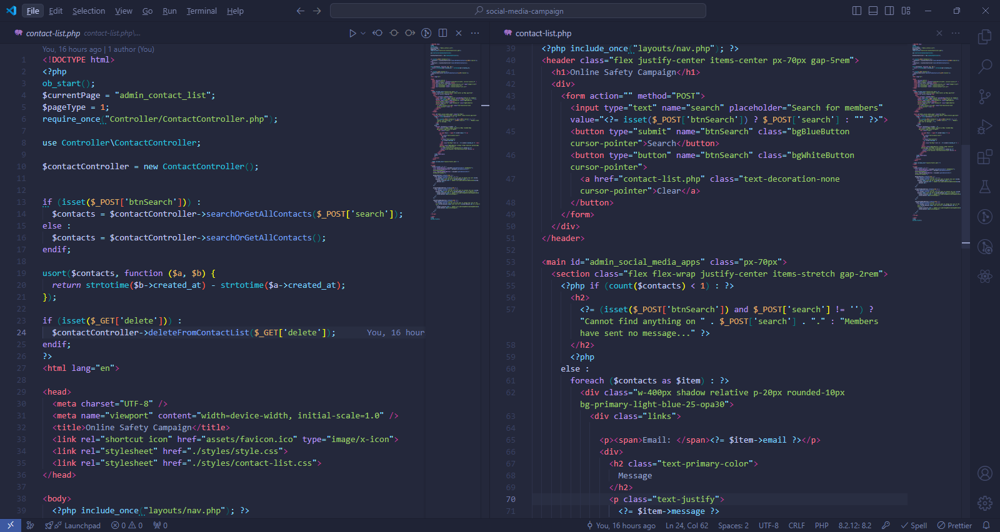 File Edit Selection View Go Run Terminal Help
social-media-campaign
contact-list.php contact-list.php\...
You, 16 hours ago | 1 author (You)
1 <!DOCTYPE html>
2 <?php
3 ob_start();
4 $currentPage = "admin_contact_list";
5 $pageType = 1;
6 require_once("Controller/ContactController.php");
7
8 use Controller\ContactController;
9
10 $contactController = new ContactController();
11
12
13 if (isset($_POST['btnSearch'])) :
14 $contacts = $contactController->searchOrGetAllContacts($_POST['search']);
15 else :
16 $contacts = $contactController->searchOrGetAllContacts();
17 endif;
18
19 usort($contacts, function ($a, $b) {
20 return strtotime($b->created_at) - strtotime($a->created_at);
21 });
22
23 if (isset($_GET['delete'])) :
24 $contactController->deleteFromContactList($_GET['delete']); You, 16 hour
25 endif;
26 ?>
27 <html lang="en">
28
29 <head>
30 <meta charset="UTF-8" />
31 <meta name="viewport" content="width=device-width, initial-scale=1.0" />
32 <title>Online Safety Campaign</title>
33 <link rel="shortcut icon" href="assets/favicon.ico" type="image/x-icon">
34 <link rel="stylesheet" href="./styles/style.css">
35 <link rel="stylesheet" href="./styles/contact-list.css">
36 </head>
37
38 <body>
39 <?php include_once("layouts/nav.php"); ?>
contact-list.php
39 <?php include_once("layouts/nav.php"); ?>
40 <header class="flex justify-center items-center px-70px gap-5rem">
41 <h1>Online Safety Campaign</h1>
42 <div>
43 <form action="" method="POST">
44 <input type="text" name="search" placeholder="Search for members"
value="<?= isset($_POST['btnSearch']) ? $_POST['search'] : "" ?>">
45 <button type="submit" name="btnSearch" class="bgBlueButton
cursor-pointer">Search</button>
46 <button type="button" name="btnSearch" class="bgWhiteButton
cursor-pointer">
47 <a href="contact-list.php" class="text-decoration-none
cursor-pointer">Clear</a>
48 </button>
49 </form>
50 </div>
51 </header>
52
53 <main id="admin_social_media_apps" class="px-70px">
54 <section class="flex flex-wrap justify-center items-stretch gap-2rem">
55 <?php if (count($contacts) < 1) : ?>
56 <h2>
57 <?= (isset($_POST['btnSearch']) and $_POST['search'] != '') ?
"Cannot find anything on " . $_POST['search'] . "." : "Members
have sent no message..." ?>
58 </h2>
59 <?php
60 else :
61 foreach ($contacts as $item) : ?>
62 <div class="w-400px shadow relative p-20px rounded-10px
bg-primary-light-blue-25-opa30">
63 <div class="links">
64
65 <p><span>Email: </span><?= $item->email ?></p>
66 <div>
67 <h2 class="text-primary-color">
68 Message
69 </h2>
70 <p class="text-justify">
71 <?= $item->message ?>
Launchpad 0 0 0 You, 16 hours ago Ln 24, Col 62 Spaces: 2 UTF-8 CRLF PHP 8.2.12: 8.2 Spell Prettier